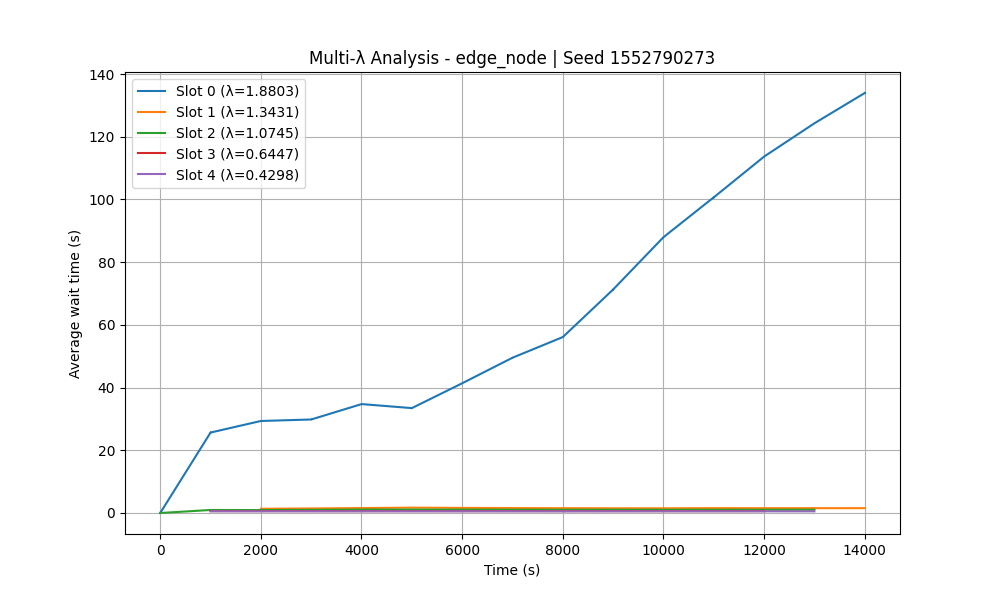 Multi-λ Analysis - edge_node | Seed 1552790273
Slot 0 (λ=1.8803)
Slot 1 (λ=1.3431)
Slot 2 (λ=1.0745)
Slot 3 (λ=0.6447)
Slot 4 (λ=0.4298)
Average wait time (s)
140
120
100
80
60
40
20
0
0 2000 4000 6000 8000 10000 12000 14000
Time (s)